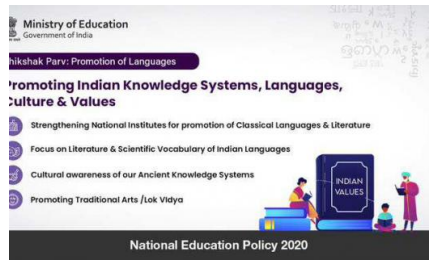 Ministry of Education
Government of India
hikshak Parv: Promotion of Languages
Promoting Indian Knowledge Systems, Languages,
Culture & Values
Strengthening National Institutes for promotion of Classical Languages & Literature
Focus on Literature & Scientific Vocabulary of Indian Languages
Cultural awareness of our Ancient Knowledge Systems
Promoting Traditional Arts /Lok Vidya
INDIAN
VALUES
National Education Policy 2020